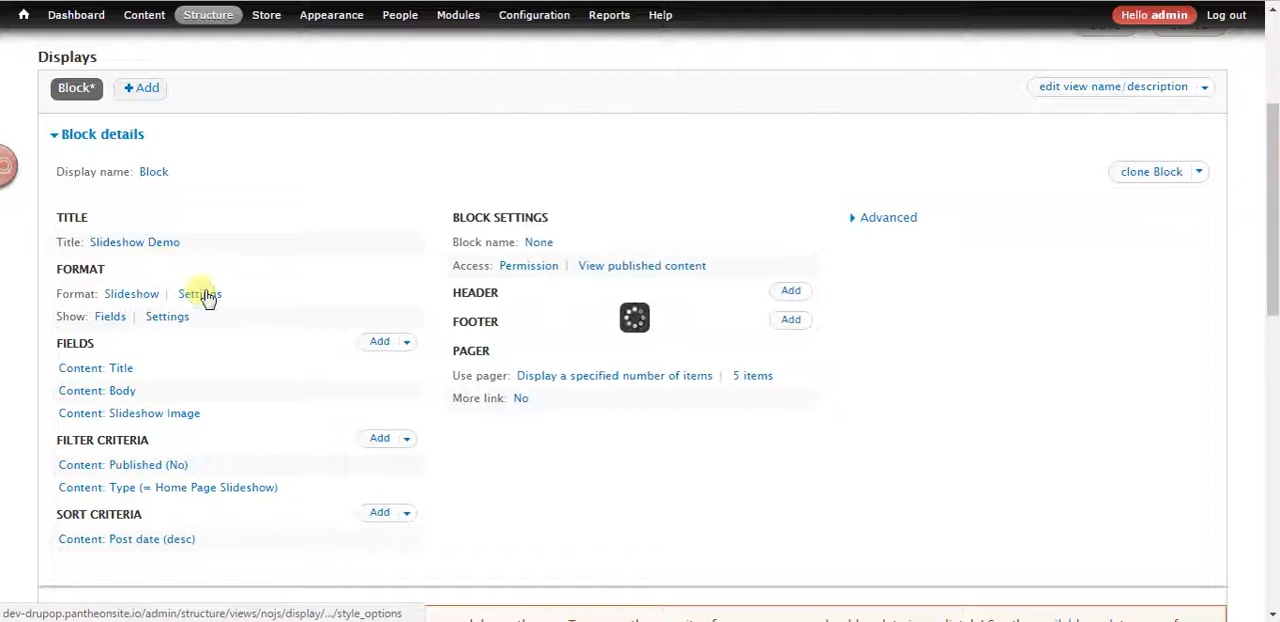 Dashboard Content Structure Store Appearance People Modules Configuration Reports Help Hello admin Log out
Displays
Block* Add edit view name/description
Block details
Display name: Block clone Block
TITLE BLOCK SETTINGS Advanced
Title: Slideshow Demo Block name: None
FORMAT Access: Permission | View published content
Format: Slideshow | Settings HEADER Add
Show: Fields | Settings FOOTER Add
FIELDS Add PAGER
Content: Title Use pager: Display a specified number of items | 5 items
Content: Body More link: No
Content: Slideshow Image
FILTER CRITERIA Add
Content: Published (No)
Content: Type (= Home Page Slideshow)
SORT CRITERIA Add
Content: Post date (desc)
dev-drupop.pantheonsite.io/admin/structure/views/nojs/display/.../style_options